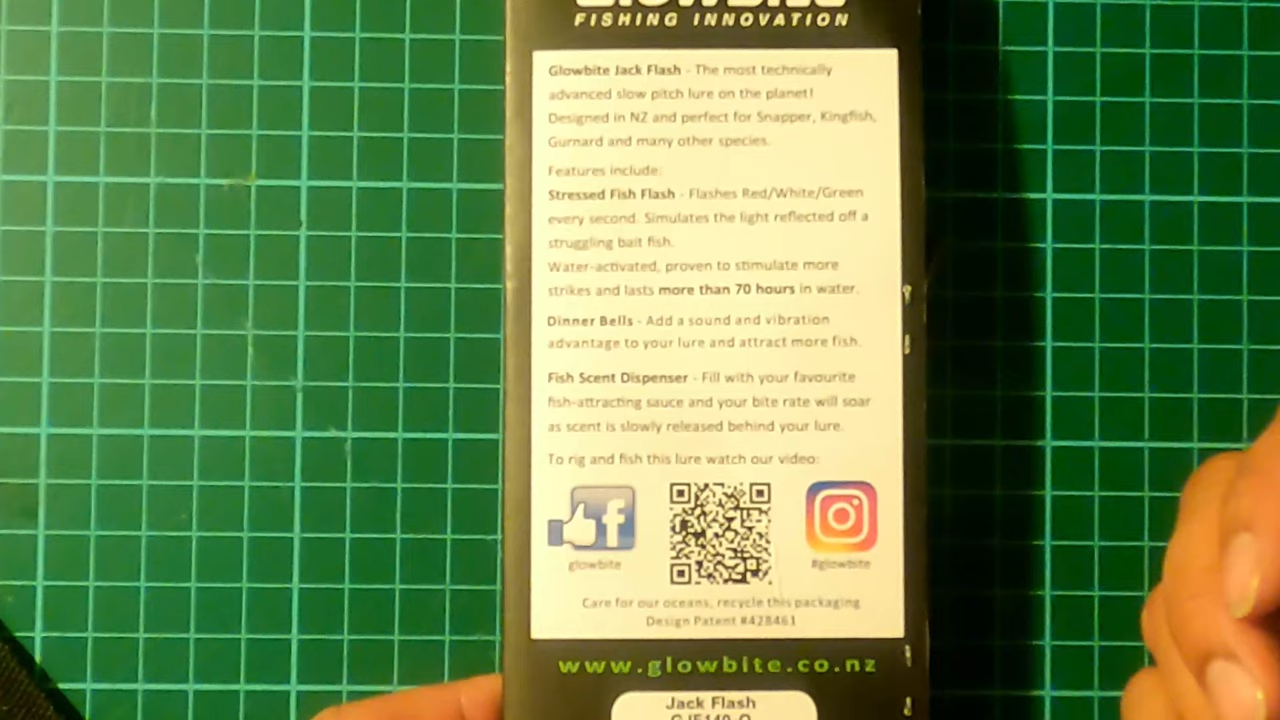 FISHING INNOVATION
Glowbite Jack Flash - The most technically
advanced slow pitch lure on the planet!
Designed in NZ and perfect for Snapper, Kingfish,
Gurnard and many other species.
Features include:
Stressed Fish Flash - Flashes Red/White/Green
every second. Simulates the light reflected off a
struggling bait fish.
Water-activated, proven to stimulate more
strikes and lasts more than 70 hours in water.
Dinner Bells - Add a sound and vibration
advantage to your lure and attract more fish.
Fish Scent Dispenser - Fill with your favourite
fish-attracting sauce and your bite rate will soar
as scent is slowly released behind your lure.
To rig and fish this lure watch our video:
glowbite
#glowbite
Care for our oceans, recycle this packaging
Design Patent #428461
www.glowbite.co.nz
Jack Flash